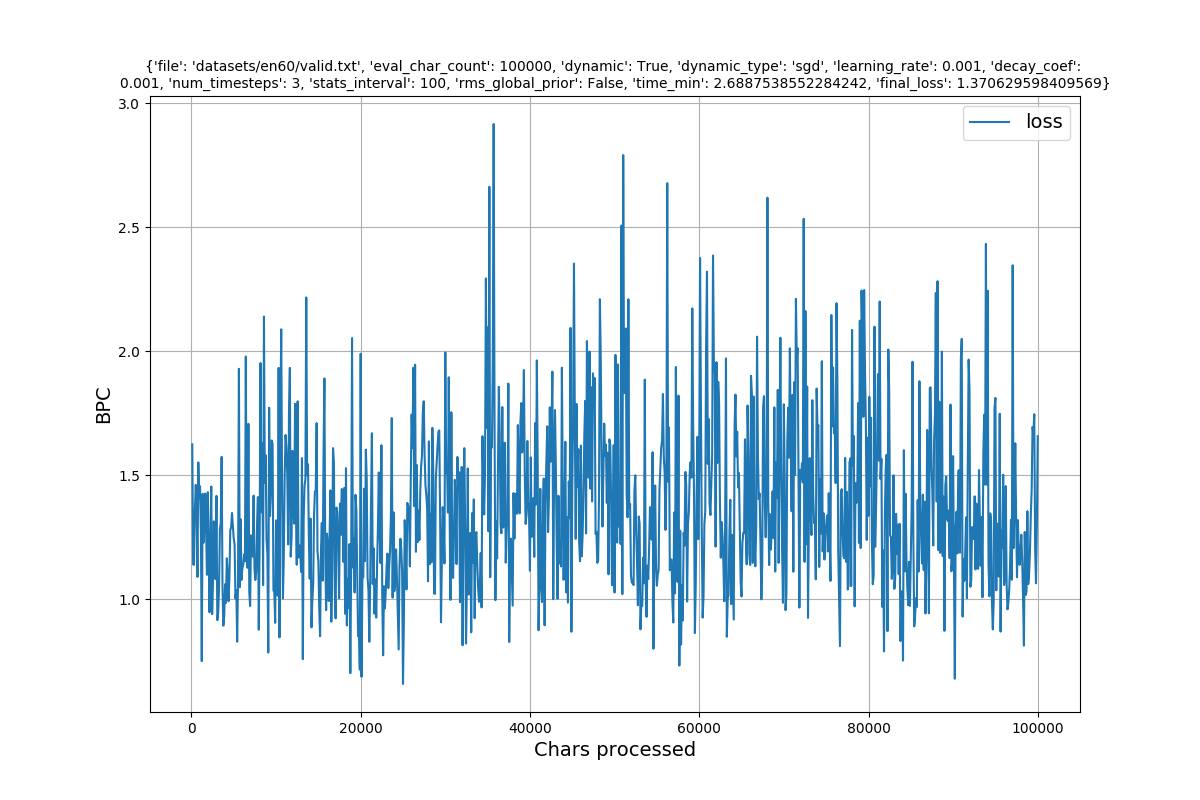 {'file': 'datasets/en60/valid.txt', 'eval_char_count': 100000, 'dynamic': True, 'dynamic_type': 'sgd', 'learning_rate': 0.001, 'decay_coef':
0.001, 'num_timesteps': 3, 'stats_interval': 100, 'rms_global_prior': False, 'time_min': 2.6887538552284242, 'final_loss': 1.370629598409569}
3.0
loss
2.5
2.0
BPC
1.5
1.0
0 20000 40000 60000 80000 100000
Chars processed